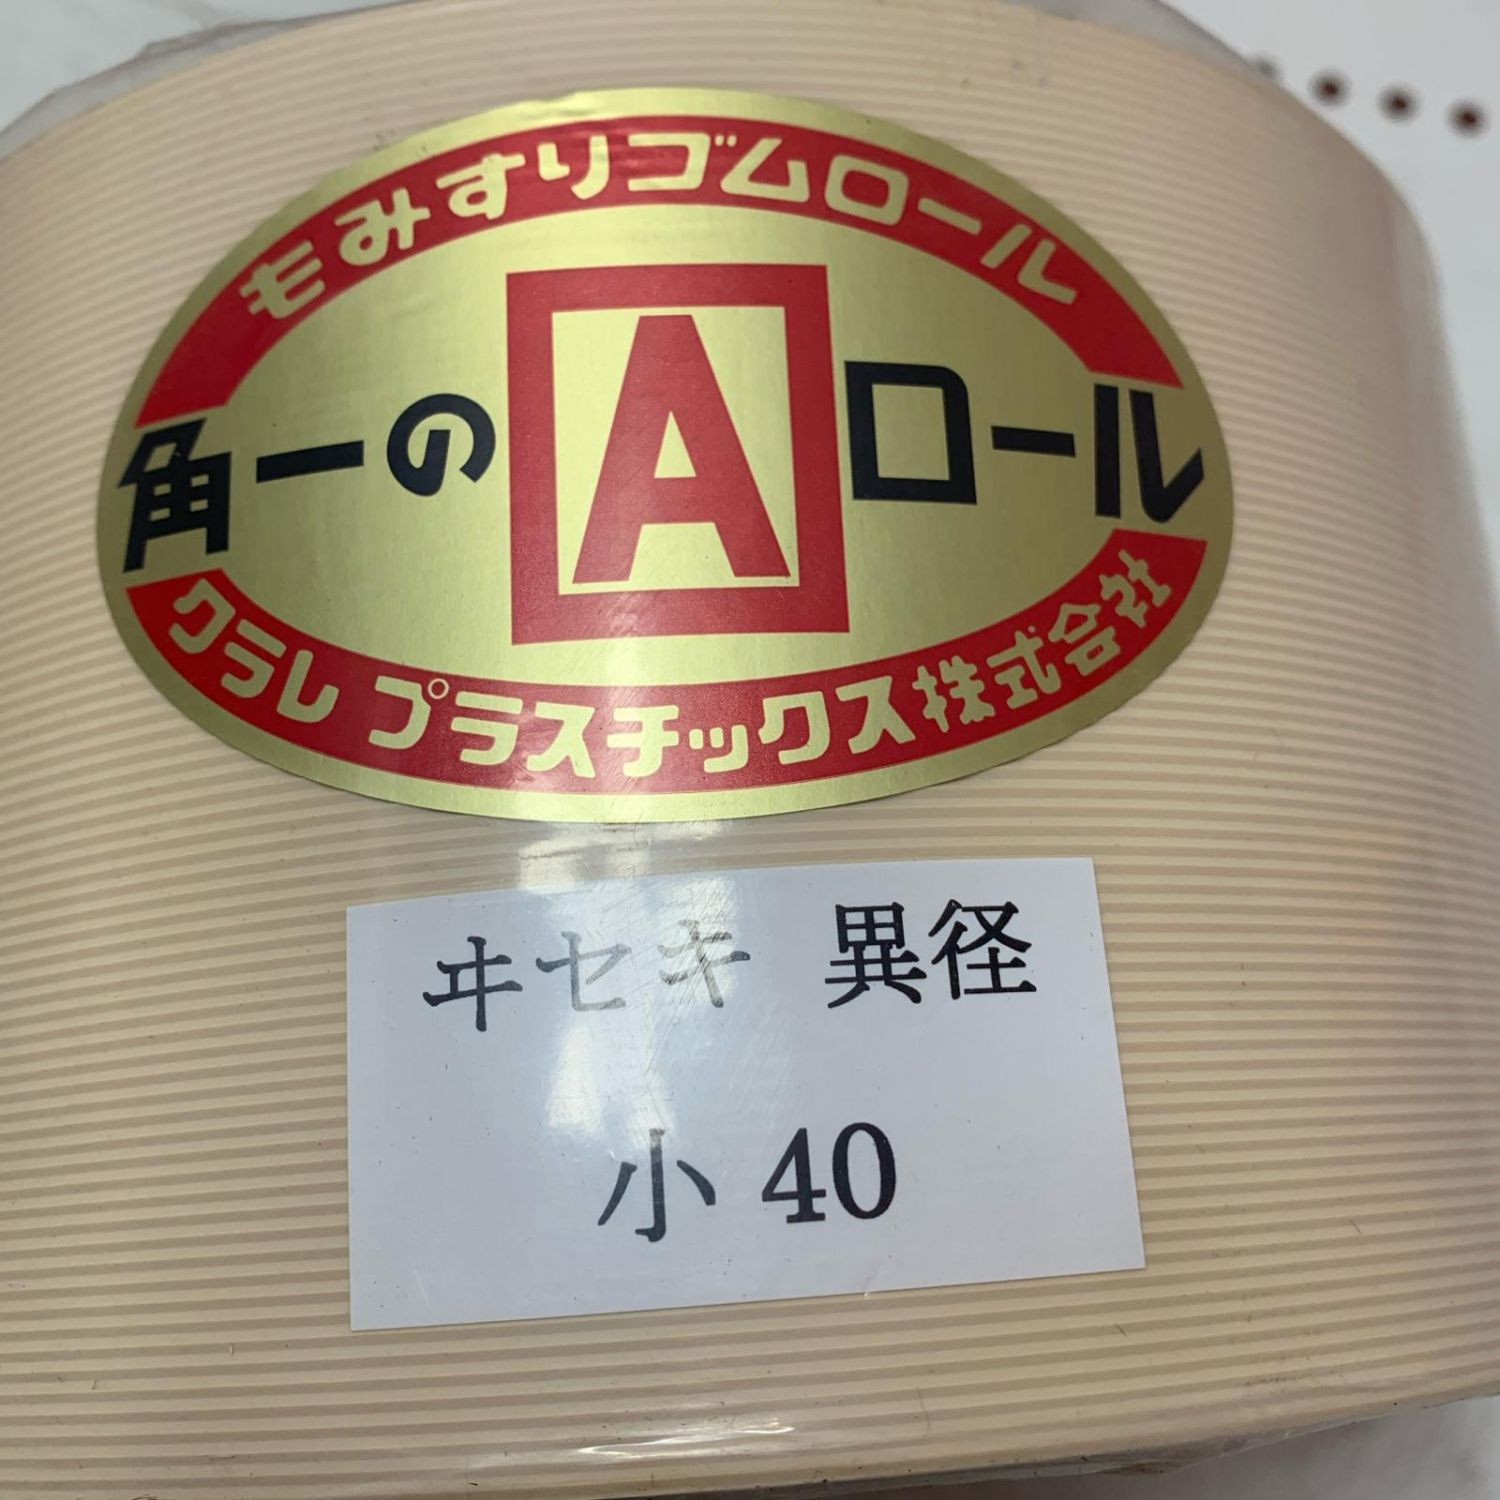 もみすりゴムロール
角一の A ロール
クラレ プラスチックス株式会社
ヰセキ 異径
小 40